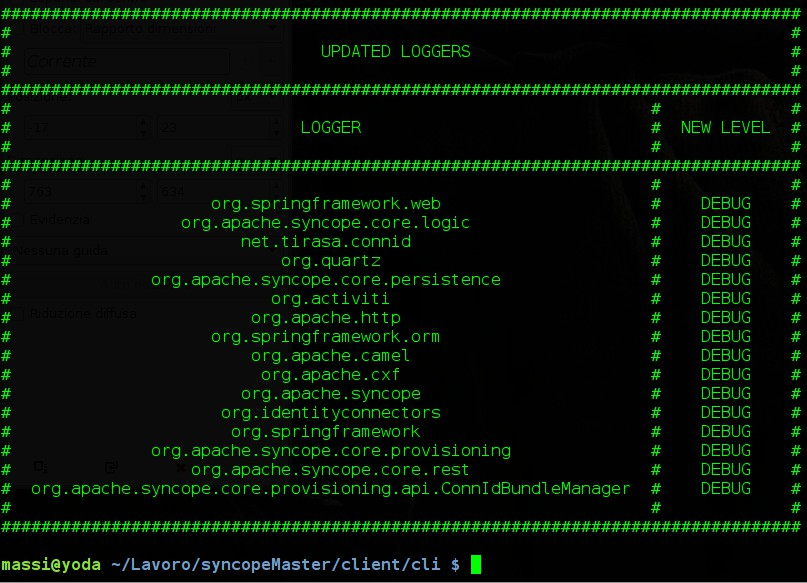 ################################################################################
# #
# UPDATED LOGGERS #
# #
################################################################################
# # #
# LOGGER # NEW LEVEL #
# # #
################################################################################
# # #
# org.springframework.web # DEBUG #
# org.apache.syncope.core.logic # DEBUG #
# net.tirasa.connid # DEBUG #
# org.quartz # DEBUG #
# org.apache.syncope.core.persistence # DEBUG #
# org.activiti # DEBUG #
# org.apache.http # DEBUG #
# org.springframework.orm # DEBUG #
# org.apache.camel # DEBUG #
# org.apache.cxf # DEBUG #
# org.apache.syncope # DEBUG #
# org.identityconnectors # DEBUG #
# org.springframework # DEBUG #
# org.apache.syncope.core.provisioning # DEBUG #
# org.apache.syncope.core.rest # DEBUG #
# org.apache.syncope.core.provisioning.api.ConnIdBundleManager # DEBUG #
# # #
################################################################################
massi@yoda ~/Lavoro/syncopeMaster/client/cli $